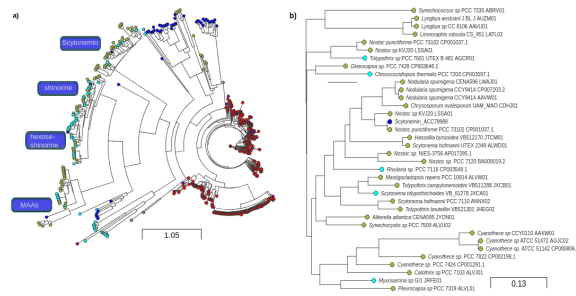 a)
Scytonemin
shinorine
hexose-
shinorine
MAAs
1.05
b)
Synechococcus sp PCC 7335 ABRV01
Lyngbya aestuarii J BL J AUZM01
Lyngbya sp CC 8106 AAVU01
Limnoraphis robusta CS_951 LATL02
Nostoc punctiforme PCC 73102 CP001037.1
Nostoc sp KVJ20 LSSA01
Tolypothrix sp PCC 7601 UTEX B 481 AGCR01
Geminocapsa sp. PCC 7428 CP003646.1
Chroococcidiopsis thermalis PCC 7203 CP003597.1
Nodularia spumigena CENA596 LWAJ01
Nodularia spumigena CCY9414 CP007203.2
Nodularia spumigena CCY9414 AAVW01
Chrysosporum ovalisporum UAM_MAQ CDHJ01
Nostoc sp KVJ20 LSSA01
Scytonemin_ACC79986
Nostoc punctiforme PCC 73102 CP001037.1
Hassallia byssoidea VB512170 JTCM01
Scytonema hofmanni UTEX 2349 ALWD01
Nostoc sp. NIES-3756 AP017295.1
Nostoc sp. PCC 7120 BA000019.2
Rivularia sp. PCC 7116 CP003549.1
Mastigocladopsis repens PCC 10914 ALVW01
Tolypothrix campylonemoides VB511288 JXCB01
Scytonema tolypothrichoides VB_61278 JXCA01
Scytonema hofmannii PCC 7110 ANNX02
Tolypothrix bouteillei VB521301 JHEG02
Aliterella atlantica CENA595 JYON01
Synechocystis sp PCC 7509 ALVU02
Cyanothece sp CCY0110 AAXW01
Cyanothece sp ATCC 51472 AGJC02
Cyanothece sp ATCC 51142 CP000806.
Cyanothece sp. PCC 7822 CP002198.1
Cyanothece sp. PCC 7424 CP001291.1
Calothrix sp PCC 7103 ALVJ01
Myxosarcina sp GI1 JRFE01
Pleurocapsa sp PCC 7319 ALVL01
0.13